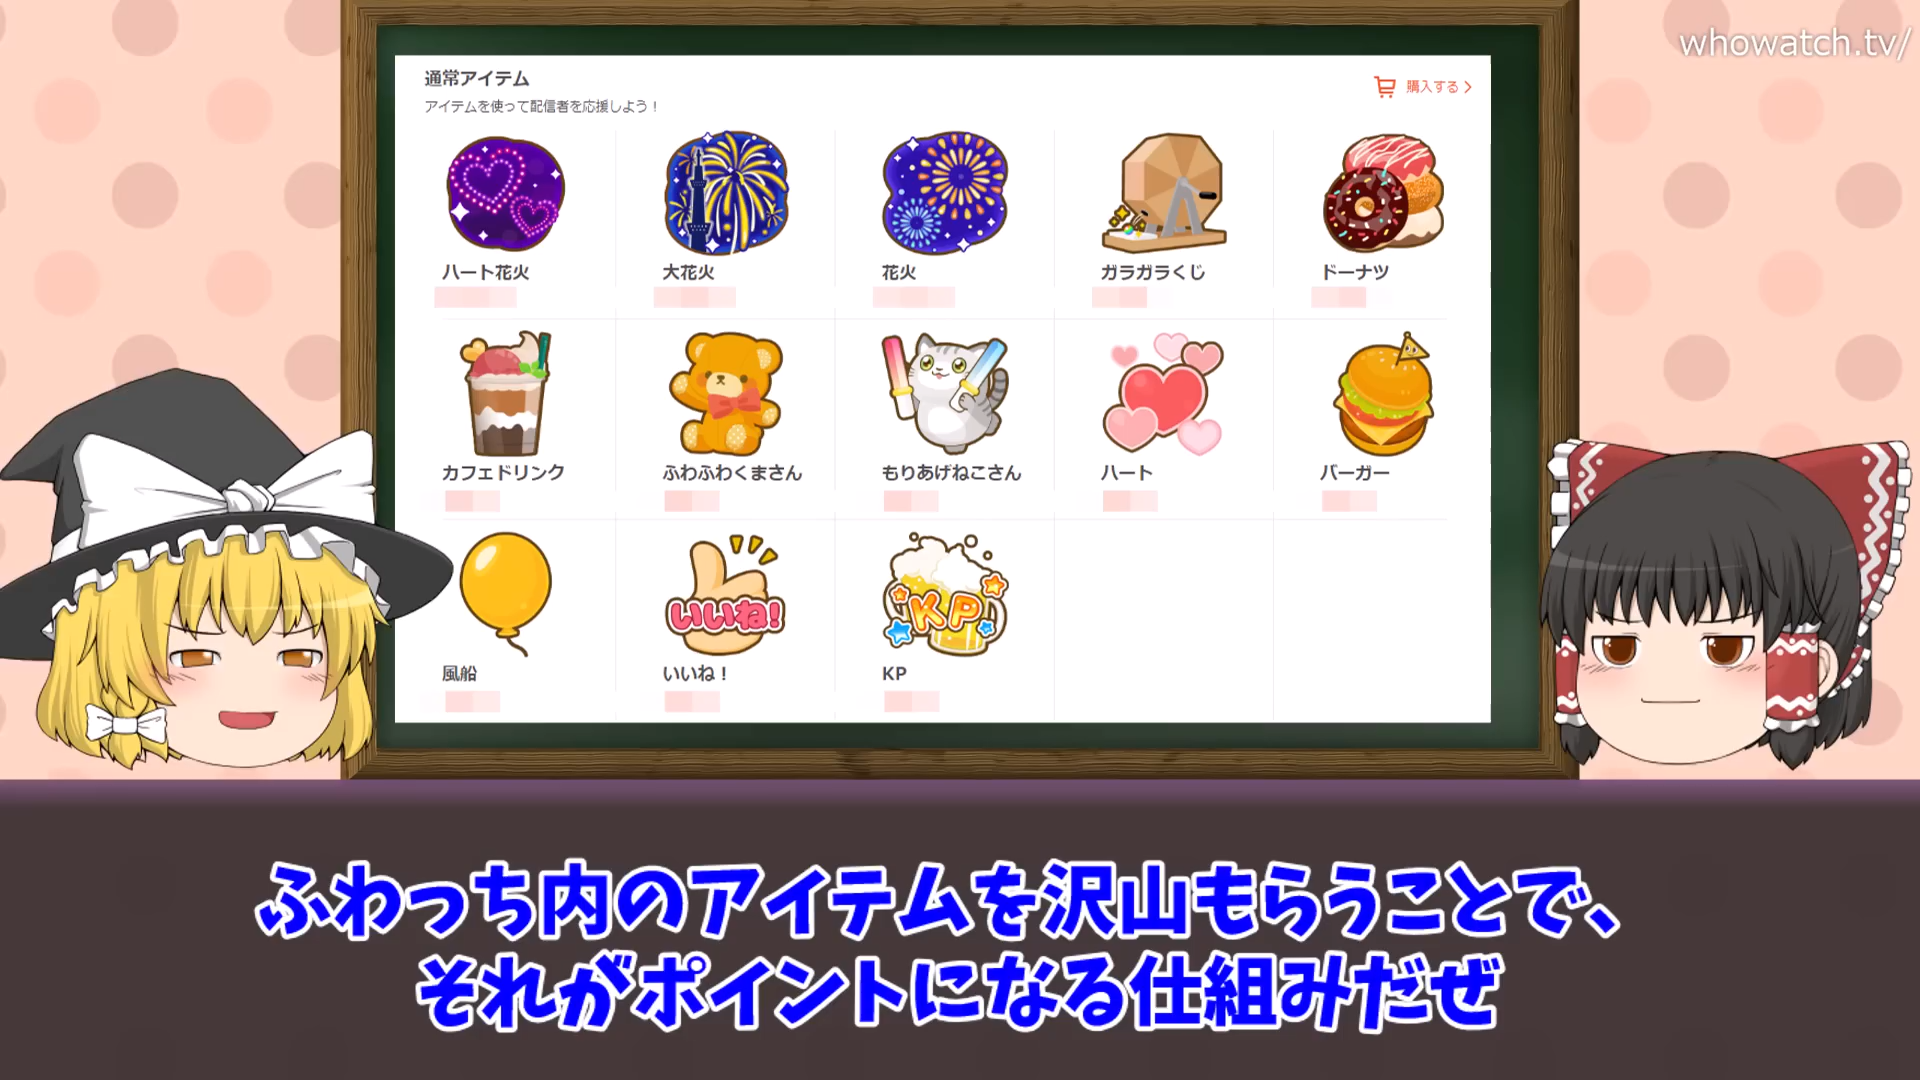 whowatch.tv/
通常アイテム
アイテムを使って配信者を応援しよう！
購入する
ハート花火
大花火
花火
ガラガラくじ
ドーナツ
カフェドリンク
ふわふわくまさん
もりあげねこさん
ハート
バーガー
いいね!
KP
風船
いいね！
KP
ふわっち内のアイテムを沢山もらうことで、
それがポイントになる仕組みだぜ